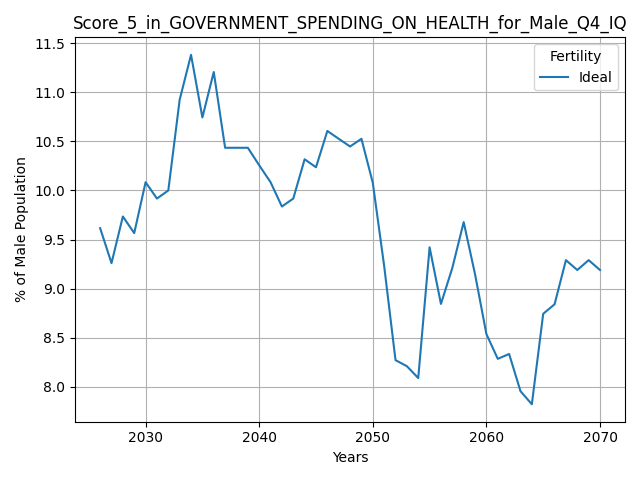 Score_5_in_GOVERNMENT_SPENDING_ON_HEALTH_for_Male_Q4_IQ
11.5
11.0
10.5
10.0
9.5
9.0
8.5
8.0
% of Male Population
Fertility
Ideal
2030
2040
2050
2060
2070
Years